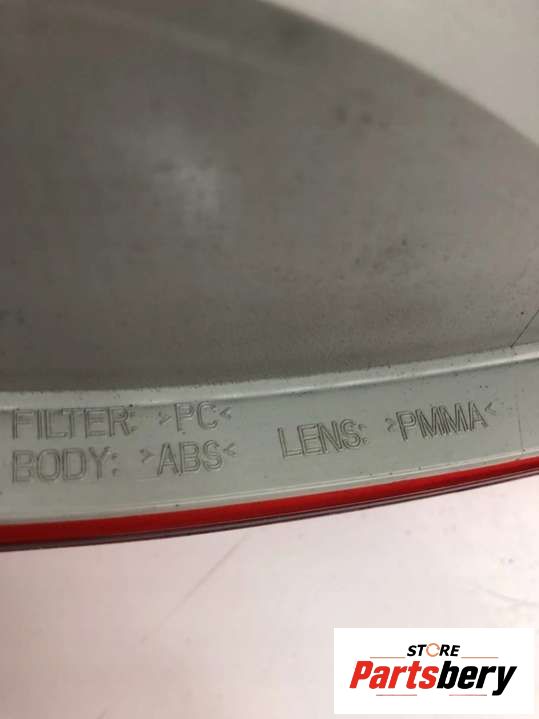 FILTER: >PC<
BODY: >ABS< LENS: >PMMA<
STORE
Partsbery